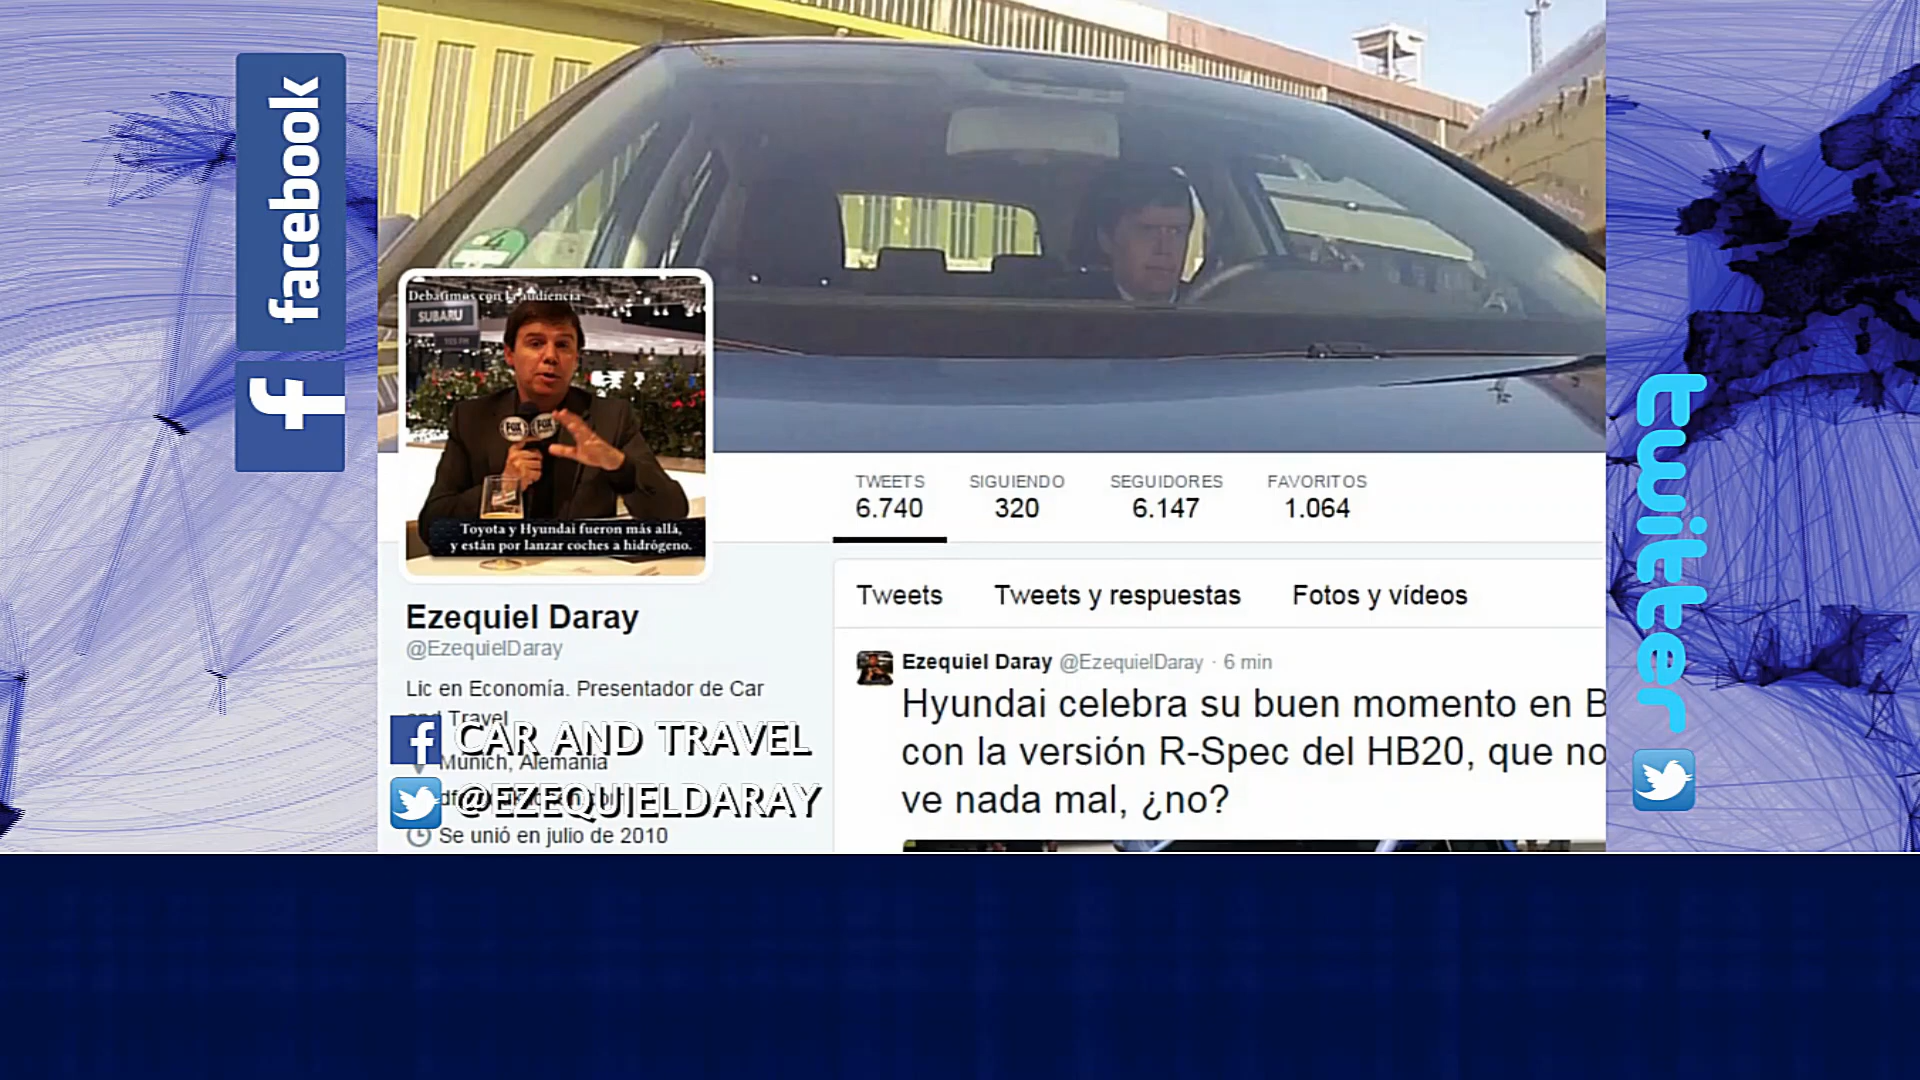 facebook
f
Debatimos con la audiencia
SUBARU
FOX FOX
Toyota y Hyundai fueron más allá,
y están por lanzar coches a hidrógeno.
TWEETS SIGUIENDO SEGUIDORES FAVORITOS
6.740 320 6.147 1.064
Ezequiel Daray
@EzequielDaray
Lic en Economía. Presentador de Car
and Travel
Munich, Alemania
Se unió en julio de 2010
f CAR AND TRAVEL
@EZEQUIELDARAY
Tweets Tweets y respuestas Fotos y vídeos
Ezequiel Daray @EzequielDaray · 6 min
Hyundai celebra su buen momento en B
con la versión R-Spec del HB20, que no
ve nada mal, ¿no?
twitter